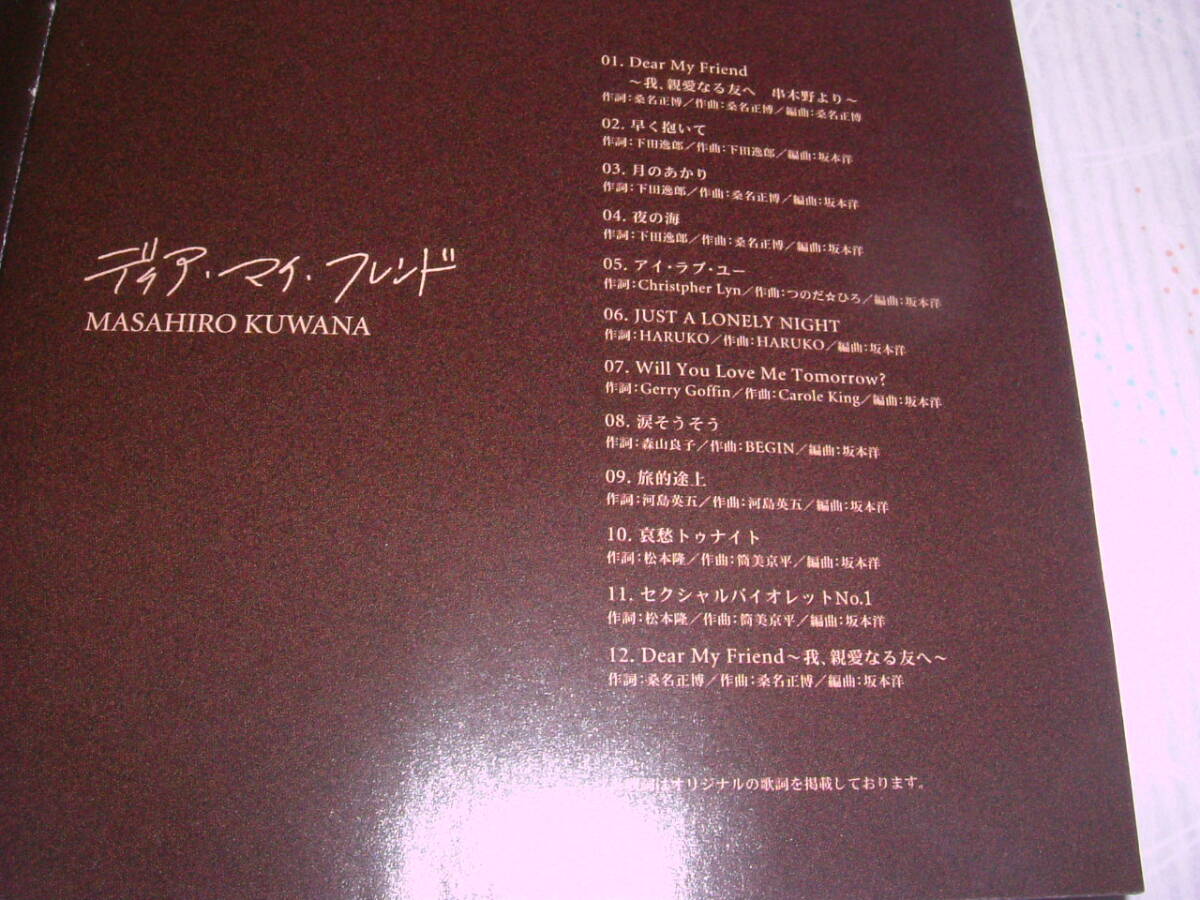 ディア・マイ・フレンド
MASAHIRO KUWANA
01. Dear My Friend
～我、親愛なる友へ　串木野より～
作詞：桑名正博／作曲：桑名正博／編曲：桑名正博
02. 早く抱いて
作詞：下田逸郎／作曲：下田逸郎／編曲：坂本洋
03. 月のあかり
作詞：下田逸郎／作曲：桑名正博／編曲：坂本洋
04. 夜の海
作詞：下田逸郎／作曲：桑名正博／編曲：坂本洋
05. アイ・ラブ・ユー
作詞：Christpher Lyn／作曲：つのだ☆ひろ／編曲：坂本洋
06. JUST A LONELY NIGHT
作詞：HARUKO／作曲：HARUKO／編曲：坂本洋
07. Will You Love Me Tomorrow?
作詞：Gerry Goffin／作曲：Carole King／編曲：坂本洋
08. 涙そうそう
作詞：森山良子／作曲：BEGIN／編曲：坂本洋
09. 旅的途上
作詞：河島英五／作曲：河島英五／編曲：坂本洋
10. 哀愁トゥナイト
作詞：松本隆／作曲：筒美京平／編曲：坂本洋
11. セクシャルバイオレットNo.1
作詞：松本隆／作曲：筒美京平／編曲：坂本洋
12. Dear My Friend～我、親愛なる友へ～
作詞：桑名正博／作曲：桑名正博／編曲：坂本洋
歌詞はオリジナルの歌詞を掲載しております。